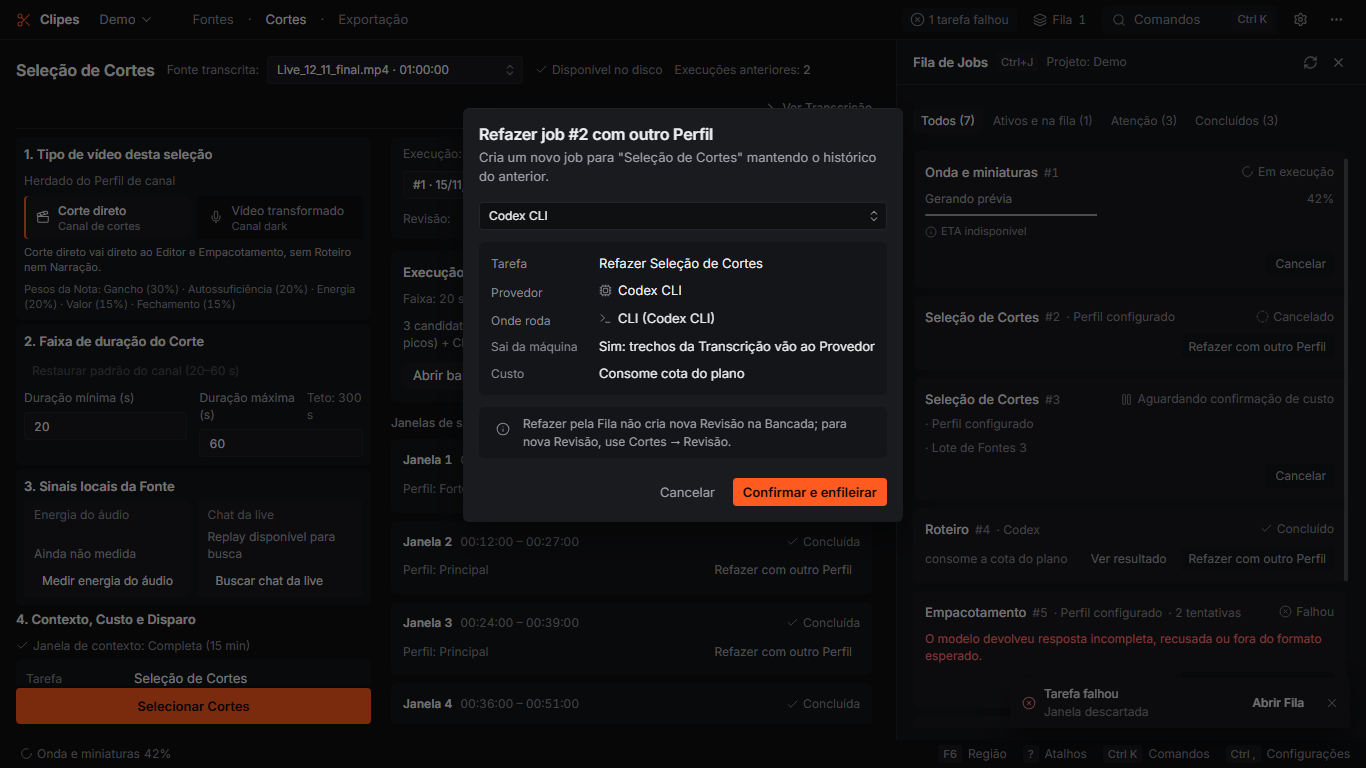 Clipes
Demo
Fontes · Cortes · Exportação
1 tarefa falhou
Fila 1
Comandos
Ctrl K
Seleção de Cortes
Fonte transcrita:
Live_12_11_final.mp4 · 01:00:00
Disponível no disco
Execuções anteriores: 2
Ver Transcrição
1. Tipo de vídeo desta seleção
Herdado do Perfil de canal
Corte direto
Canal de cortes
Vídeo transformado
Canal dark
Corte direto vai direto ao Editor e Empacotamento, sem Roteiro
nem Narração.
Pesos da Nota: Gancho (30%) · Autossuficiência (20%) · Energia
(20%) · Valor (15%) · Fechamento (15%)
2. Faixa de duração do Corte
Restaurar padrão do canal (20–60 s)
Duração mínima (s)
20
Duração máxima
(s)
Teto: 300
s
60
3. Sinais locais da Fonte
Energia do áudio
Ainda não medida
Medir energia do áudio
Chat da live
Replay disponível para
busca
Buscar chat da live
4. Contexto, Custo e Disparo
Janela de contexto: Completa (15 min)
Tarefa
Seleção de Cortes
Selecionar Cortes
Execução:
#1 · 15/11
Revisão:
Execução
Faixa: 20 s
3 candidat
picos) + C
Abrir ba
Janelas de s
Janela 1
Perfil: Fort
Janela 2 00:12:00 – 00:27:00
Concluída
Perfil: Principal
Refazer com outro Perfil
Janela 3 00:24:00 – 00:39:00
Concluída
Perfil: Principal
Refazer com outro Perfil
Janela 4 00:36:00 – 00:51:00
Concluída
Refazer job #2 com outro Perfil
Cria um novo job para "Seleção de Cortes" mantendo o histórico
do anterior.
Codex CLI
Tarefa
Refazer Seleção de Cortes
Provedor
Codex CLI
Onde roda
CLI (Codex CLI)
Sai da máquina
Sim: trechos da Transcrição vão ao Provedor
Custo
Consome cota do plano
Refazer pela Fila não cria nova Revisão na Bancada; para
nova Revisão, use Cortes → Revisão.
Cancelar
Confirmar e enfileirar
Fila de Jobs
Ctrl+J
Projeto: Demo
Todos (7)
Ativos e na fila (1)
Atenção (3)
Concluídos (3)
Onda e miniaturas #1
Em execução
Gerando prévia
42%
ETA indisponível
Cancelar
Seleção de Cortes #2 · Perfil configurado
Cancelado
Refazer com outro Perfil
Seleção de Cortes #3
Aguardando confirmação de custo
· Perfil configurado
· Lote de Fontes 3
Cancelar
Roteiro #4 · Codex
Concluído
consome a cota do plano
Ver resultado
Refazer com outro Perfil
Empacotamento #5 · Perfil configurado · 2 tentativas
Falhou
O modelo devolveu resposta incompleta, recusada ou fora do formato
esperado.
Tarefa falhou
Janela descartada
Abrir Fila
Onda e miniaturas 42%
F6 Região
? Atalhos
Ctrl K Comandos
Ctrl , Configurações